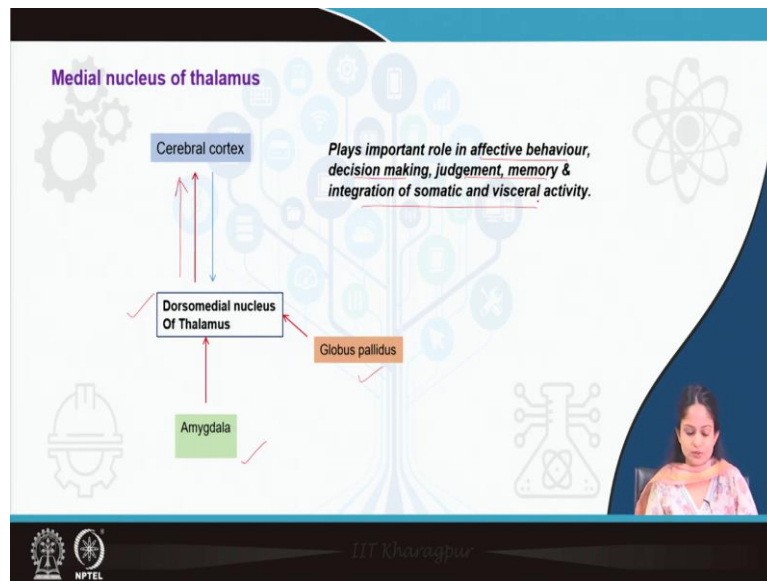 Medial nucleus of thalamus
Cerebral cortex
Plays important role in affective behaviour,
decision making, judgement, memory &
integration of somatic and visceral activity.
Dorsomedial nucleus
Of Thalamus
Globus pallidus
Amygdala
IIT Kharagpur
NPTEL